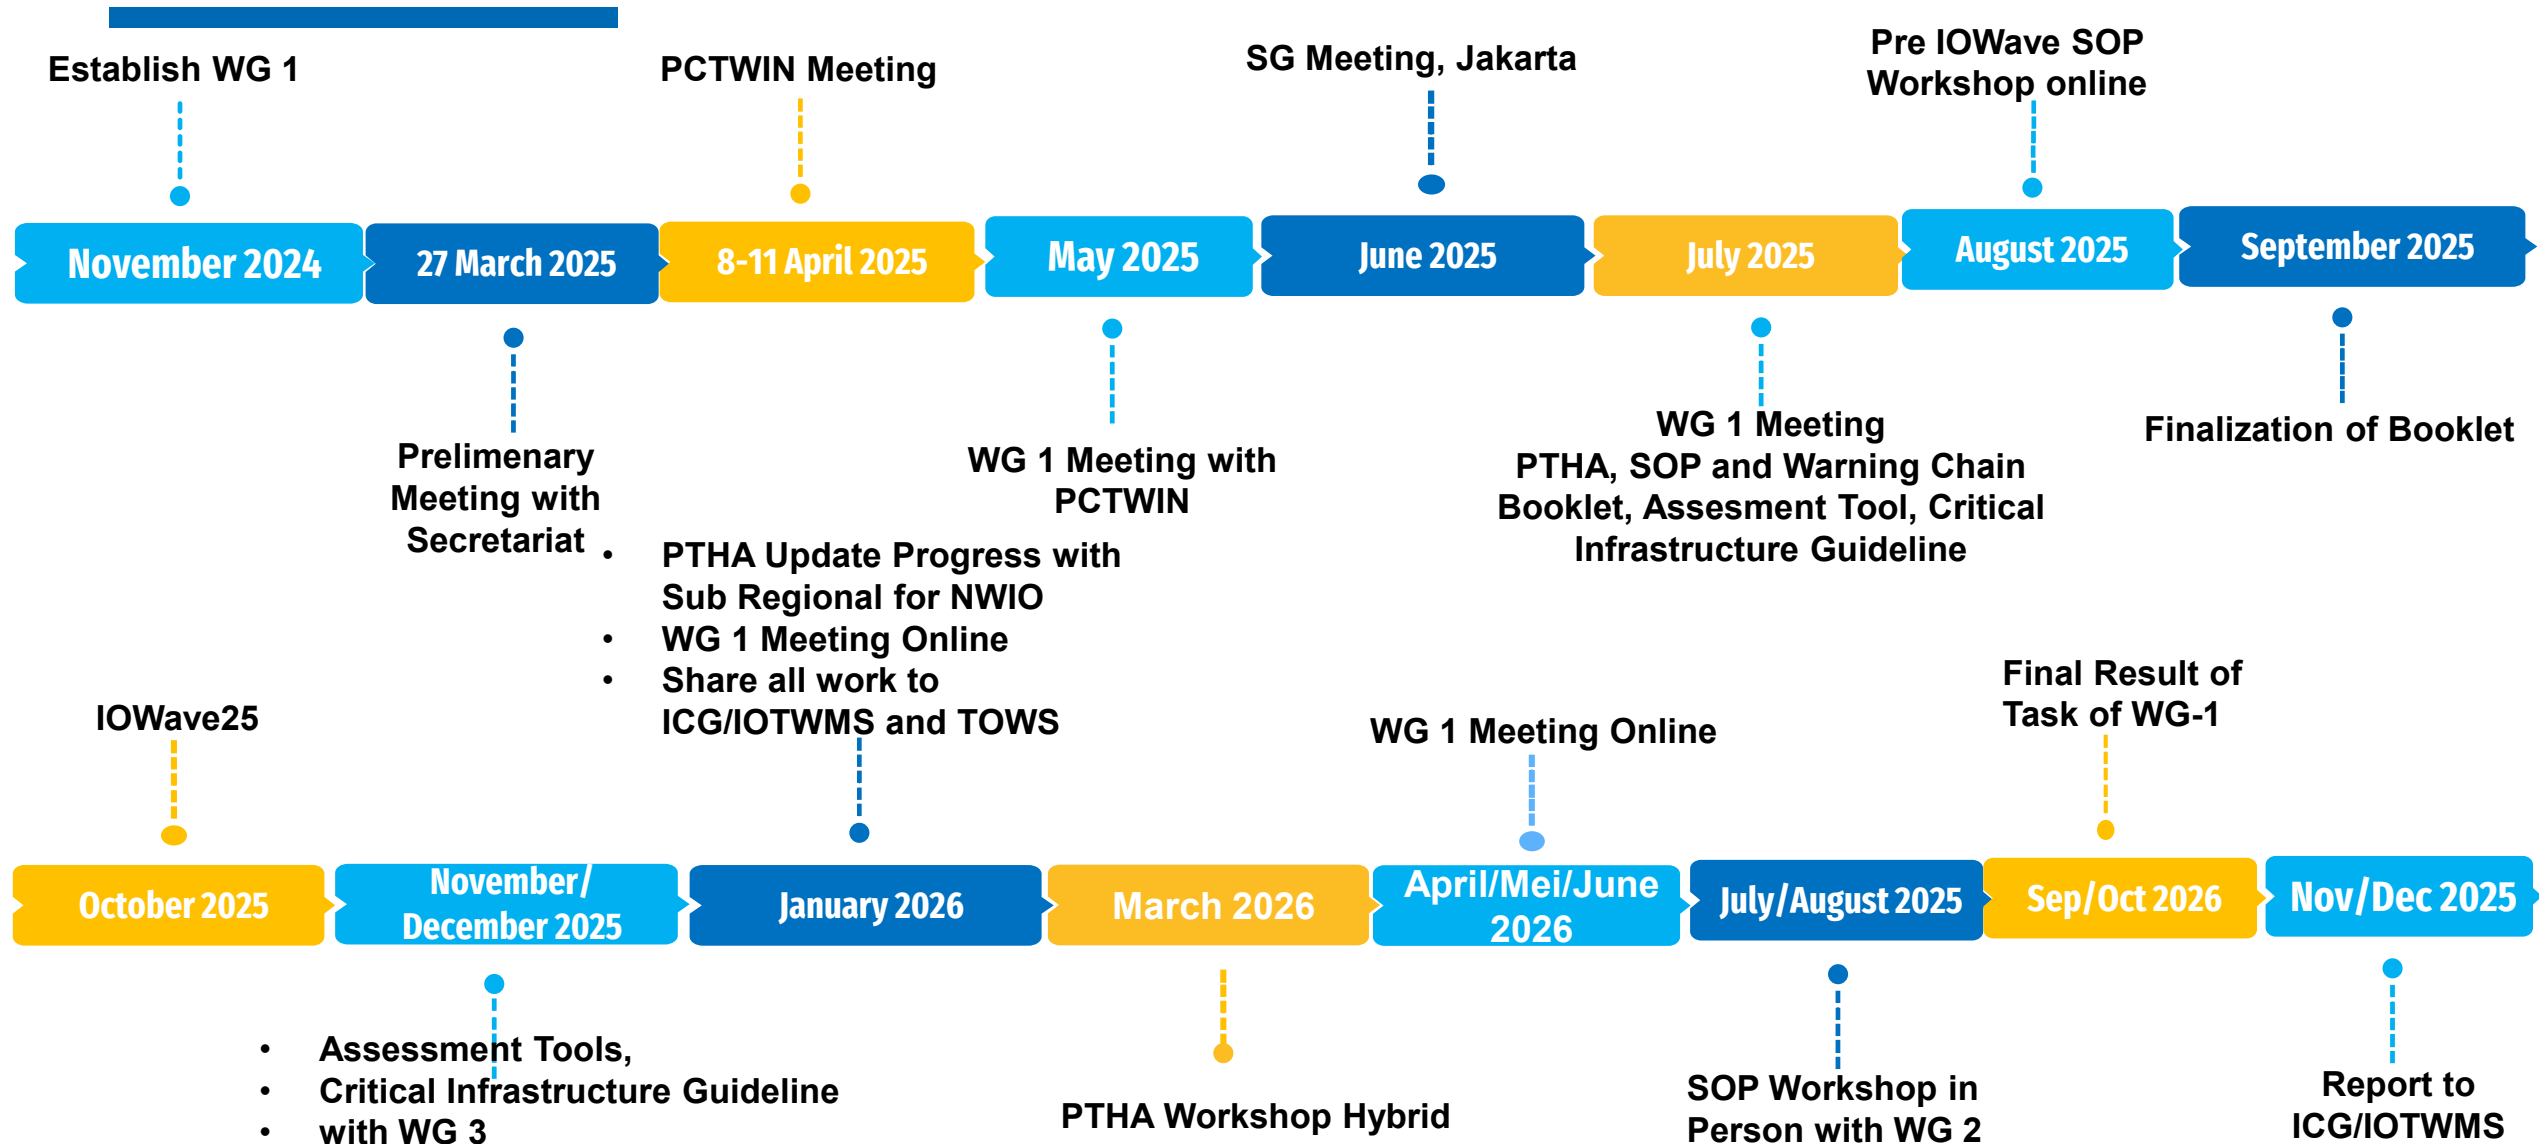 Establish WG 1
PCTWIN Meeting
SG Meeting, Jakarta
Pre IOWave SOP
Workshop online
November 2024
27 March 2025
8-11 April 2025
May 2025
June 2025
July 2025
August 2025
September 2025
Prelimenary
Meeting with
Secretariat
WG 1 Meeting with
PCTWIN
WG 1 Meeting
PTHA, SOP and Warning Chain
Booklet, Assesment Tool, Critical
Infrastructure Guideline
Finalization of Booklet
IOWave25
• PTHA Update Progress with
Sub Regional for NWIO
• WG 1 Meeting Online
• Share all work to
ICG/IOTWMS and TOWS
WG 1 Meeting Online
Final Result of
Task of WG-1
October 2025
November/
December 2025
January 2026
March 2026
April/Mei/June
2026
July/August 2025
Sep/Oct 2026
Nov/Dec 2025
• Assessment Tools,
• Critical Infrastructure Guideline
• with WG 3
PTHA Workshop Hybrid
SOP Workshop in
Person with WG 2
Report to
ICG/IOTWMS